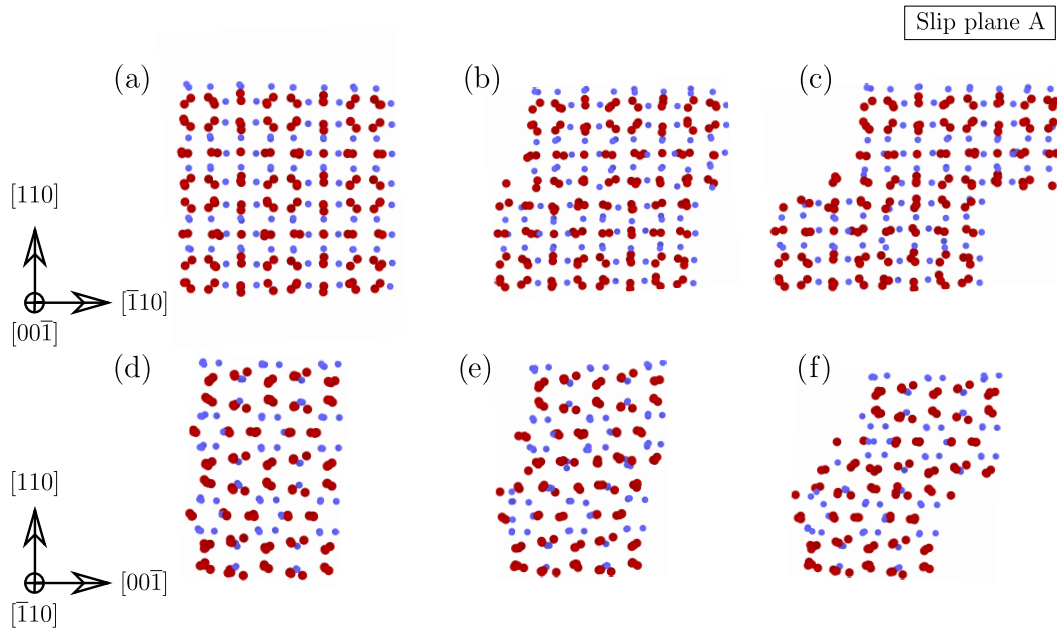 Slip plane A
(a)
(b)
(c)
[110]
[1̅10]
[001̅]
(d)
(e)
(f)
[110]
[001̅]
[1̅10]